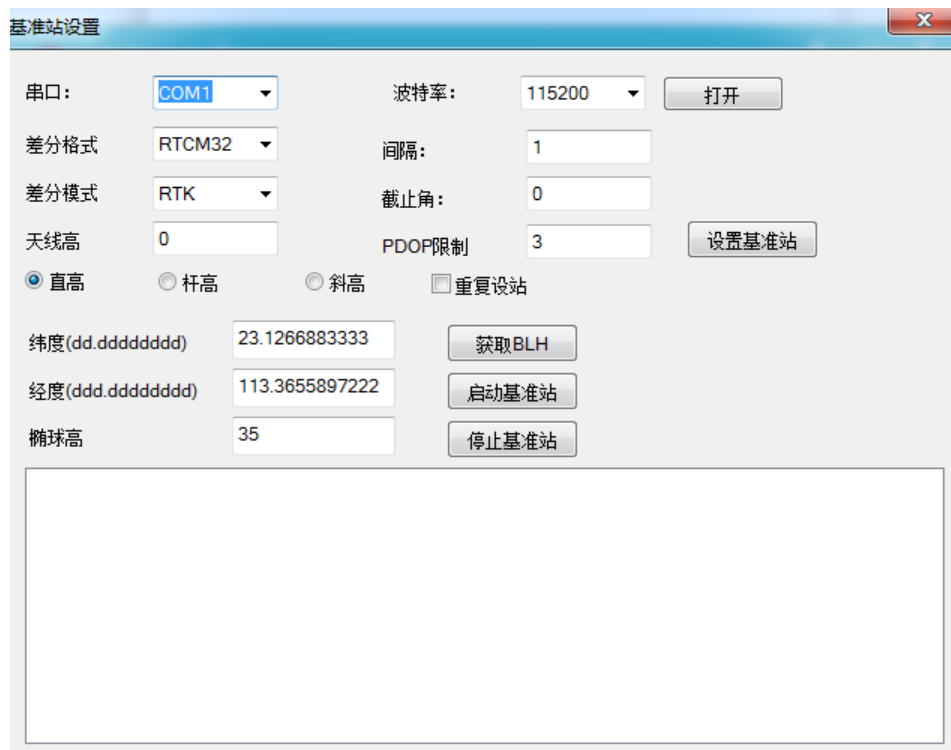 基准站设置
串口： COM1 波特率： 115200 打开
差分格式 RTCM32 间隔： 1
差分模式 RTK 截止角： 0
天线高 0 PDOP限制 3 设置基准站
直高 杆高 斜高 重复设站
纬度(dd.dddddddd) 23.1266883333 获取BLH
经度(ddd.dddddddd) 113.3655897222 启动基准站
椭球高 35 停止基准站